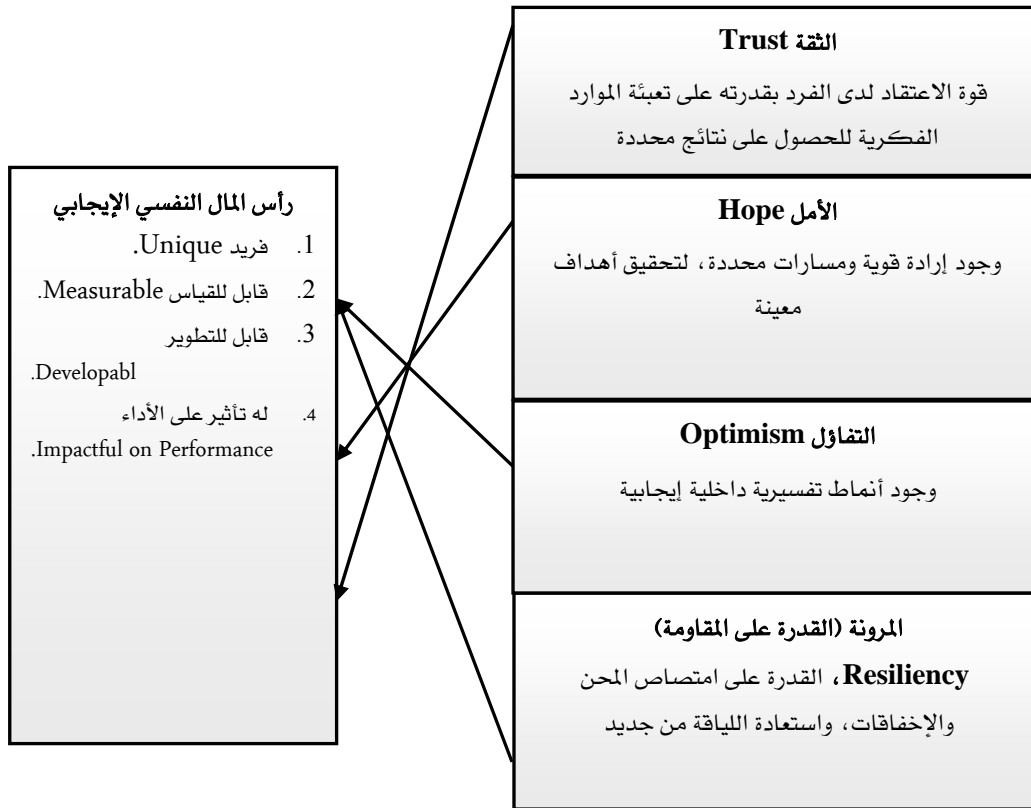 الثقة Trust
قوة الاعتقاد لدى الفرد بقدرته على تعبئة الموارد
الفكرية للحصول على نتائج محددة
الأمل Hope
وجود إرادة قوية ومسارات محددة، لتحقيق أهداف
معينة
التفاؤل Optimism
وجود أنماط تفسيرية داخلية إيجابية
المرونة (القدرة على المقاومة)
Resiliency، القدرة على امتصاص المحن
والإخفاقات، واستعادة اللياقة من جديد
رأس المال النفسي الإيجابي
1. فريد Unique.
2. قابل للقياس Measurable.
3. قابل للتطوير
Developabl.
4. له تأثير على الأداء
Impactful on Performance.